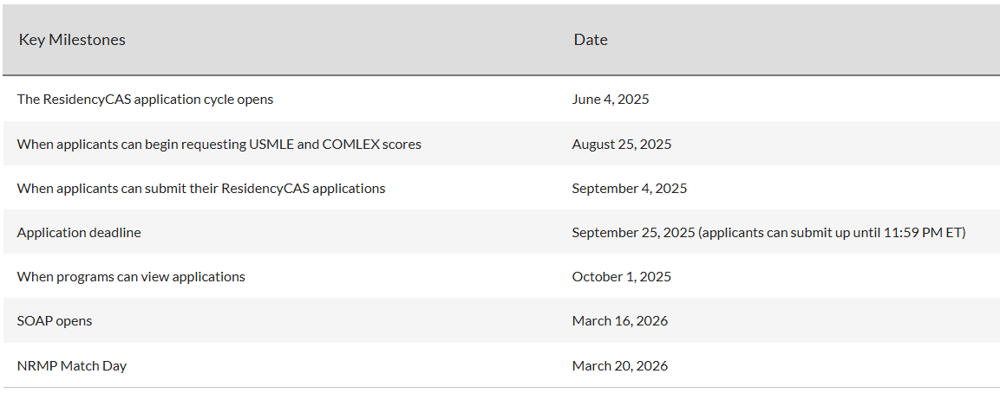 Key Milestones Date
The ResidencyCAS application cycle opens June 4, 2025
When applicants can begin requesting USMLE and COMLEX scores August 25, 2025
When applicants can submit their ResidencyCAS applications September 4, 2025
Application deadline September 25, 2025 (applicants can submit up until 11:59 PM ET)
When programs can view applications October 1, 2025
SOAP opens March 16, 2026
NRMP Match Day March 20, 2026